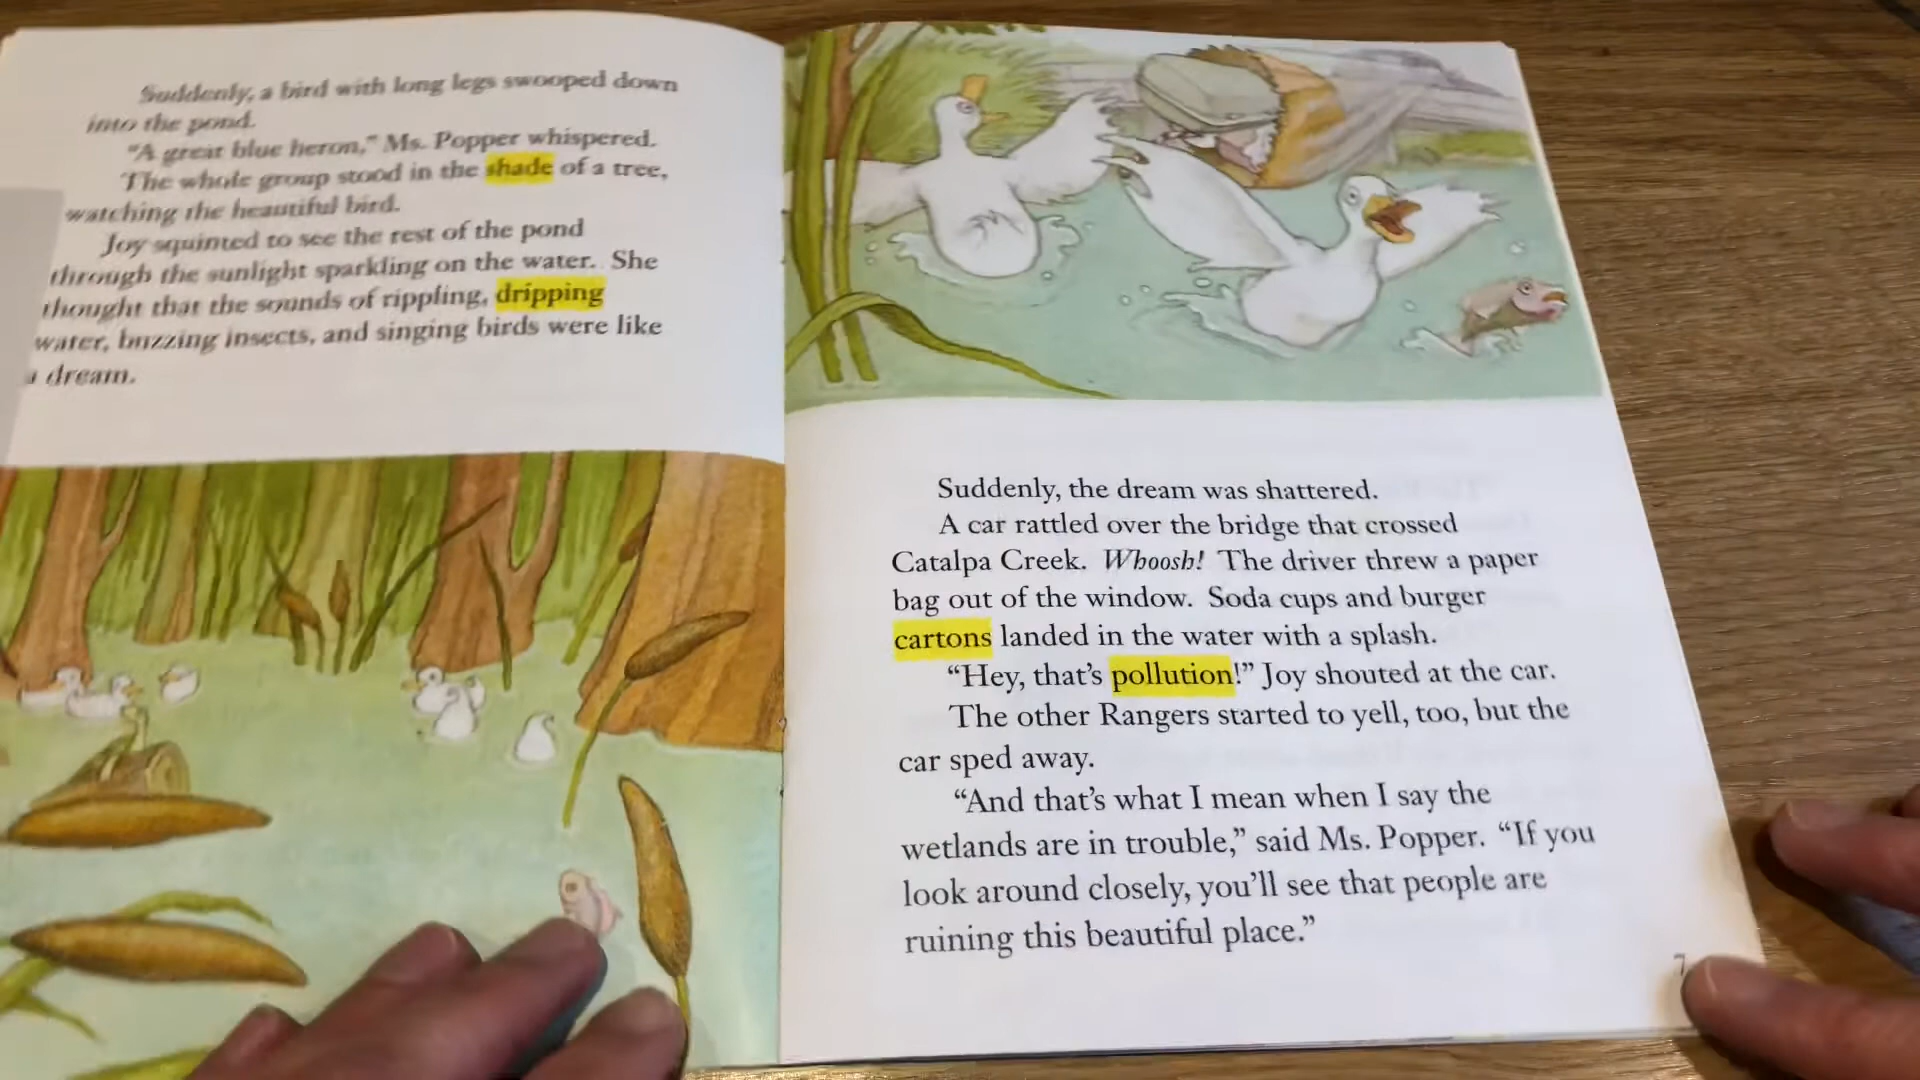 Suddenly, a bird with long legs swooped down
into the pond.
"A great blue heron," Ms. Popper whispered.
The whole group stood in the shade of a tree,
watching the beautiful bird.
Joy squinted to see the rest of the pond
through the sunlight sparkling on the water. She
thought that the sounds of rippling, dripping
water, buzzing insects, and singing birds were like
a dream.
Suddenly, the dream was shattered.
A car rattled over the bridge that crossed
Catalpa Creek. Whoosh! The driver threw a paper
bag out of the window. Soda cups and burger
cartons landed in the water with a splash.
“Hey, that’s pollution!” Joy shouted at the car.
The other Rangers started to yell, too, but the
car sped away.
“And that’s what I mean when I say the
wetlands are in trouble,” said Ms. Popper. “If you
look around closely, you’ll see that people are
ruining this beautiful place.”
7